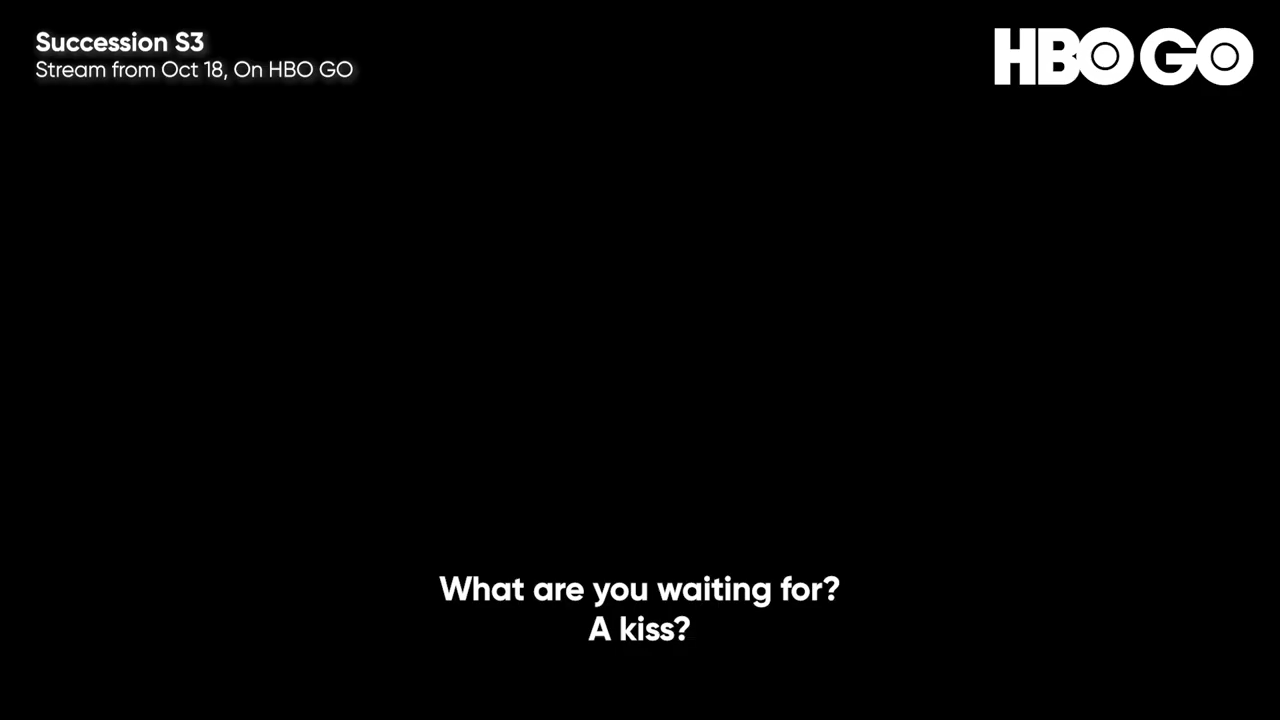 Succession S3
Stream from Oct 18, On HBO GO
HBO GO
What are you waiting for?
A kiss?